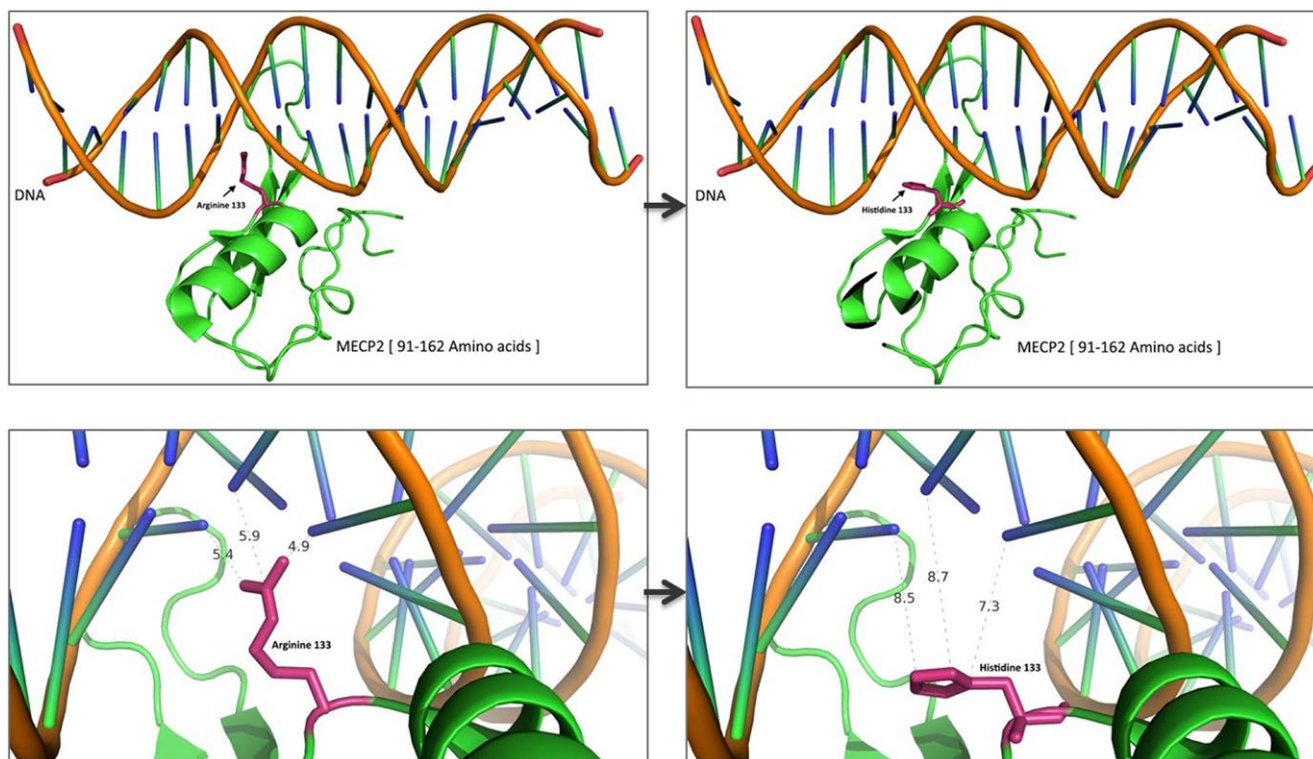 DNA
Arginine 133
MECP2 [ 91-162 Amino acids ]
DNA
Histidine 133
MECP2 [ 91-162 Amino acids ]
5.9
4.9
5.4
Arginine 133
8.7
8.5
7.3
Histidine 133